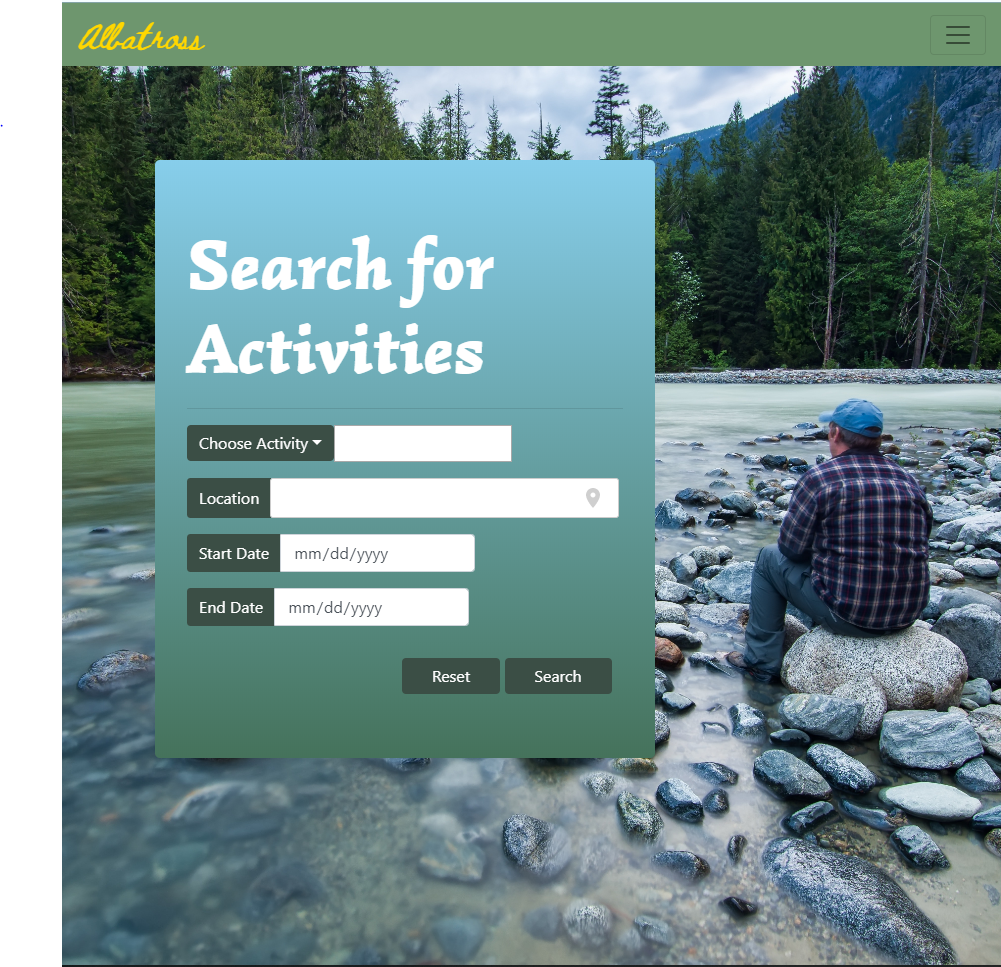 Albatross
.
Search for
Activities
Choose Activity
Location
Start Date mm/dd/yyyy
End Date mm/dd/yyyy
Reset Search